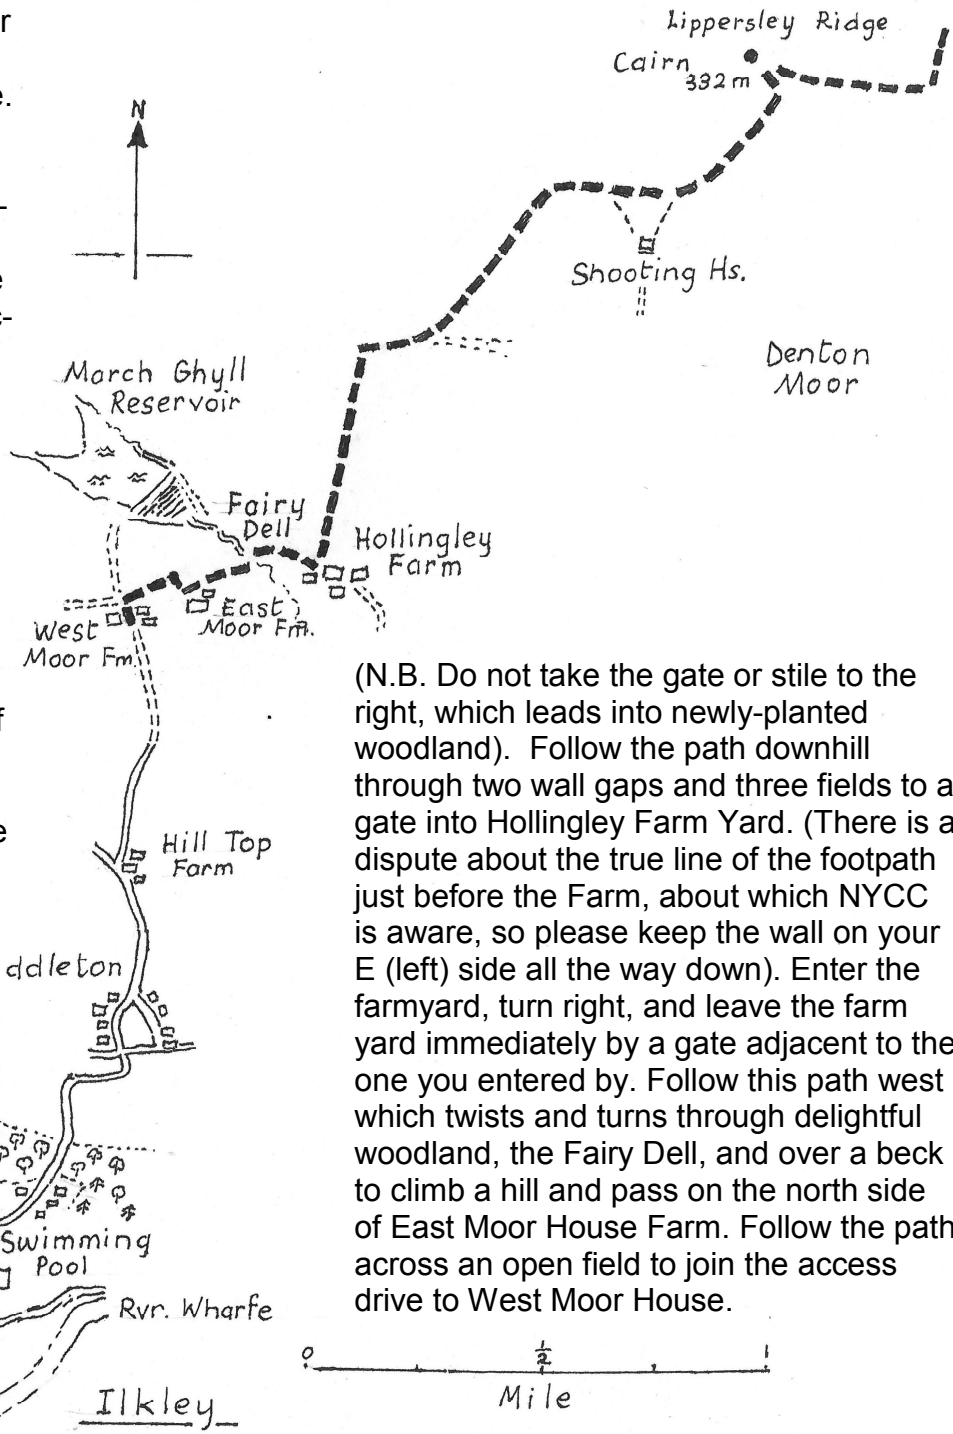 r
e.
-
e
c-
f
e
Lippersley Ridge
Cairn
332 m
N
Shooting Hs.
Denton
Moor
March Ghyll
Reservoir
Fairy
Dell
Hollingley
Farm
East
Moor Fm.
West
Moor Fm.
Hill Top
Farm
ddleton
Swimming
Pool
Rvr. Wharfe
Ilkley
(N.B. Do not take the gate or stile to the
right, which leads into newly-planted
woodland). Follow the path downhill
through two wall gaps and three fields to a
gate into Hollingley Farm Yard. (There is a
dispute about the true line of the footpath
just before the Farm, about which NYCC
is aware, so please keep the wall on your
E (left) side all the way down). Enter the
farmyard, turn right, and leave the farm
yard immediately by a gate adjacent to the
one you entered by. Follow this path west
which twists and turns through delightful
woodland, the Fairy Dell, and over a beck
to climb a hill and pass on the north side
of East Moor House Farm. Follow the path
across an open field to join the access
drive to West Moor House.
0 ½ 1
Mile